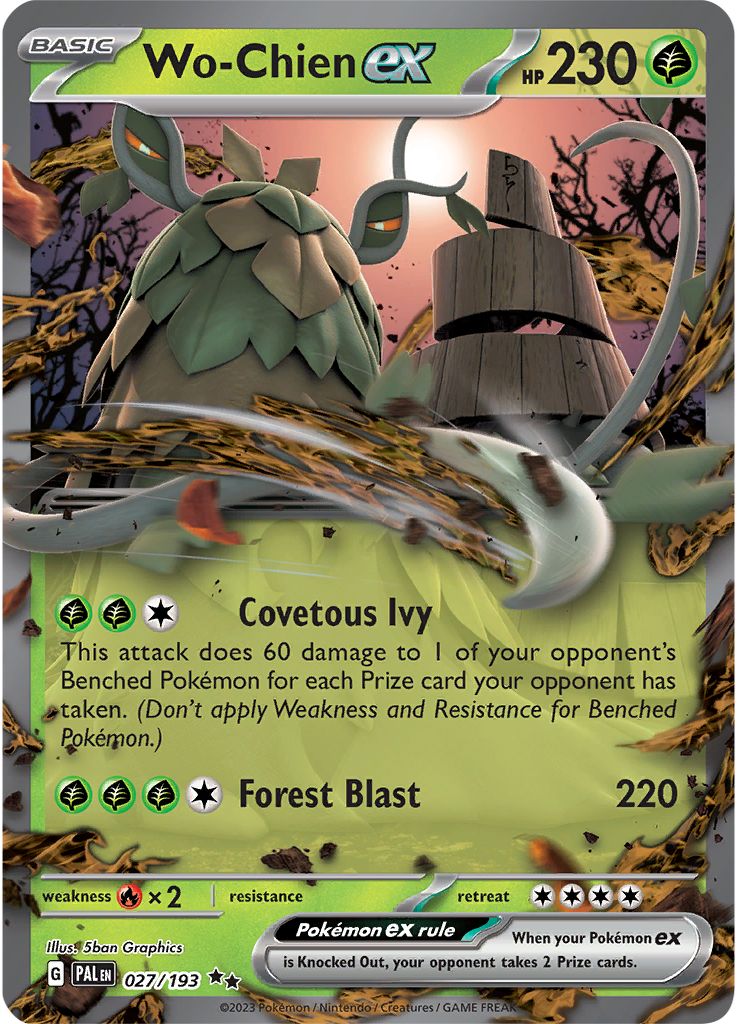 BASIC
Wo-Chien ex HP 230
Covetous Ivy
This attack does 60 damage to 1 of your opponent's
Benched Pokémon for each Prize card your opponent has
taken. (Don't apply Weakness and Resistance for Benched
Pokémon.)
Forest Blast 220
weakness ×2 resistance retreat
Pokémon ex rule When your Pokémon ex
is Knocked Out, your opponent takes 2 Prize cards.
Illus. 5ban Graphics
G PAL EN 027/193
©2023 Pokémon / Nintendo / Creatures / GAME FREAK